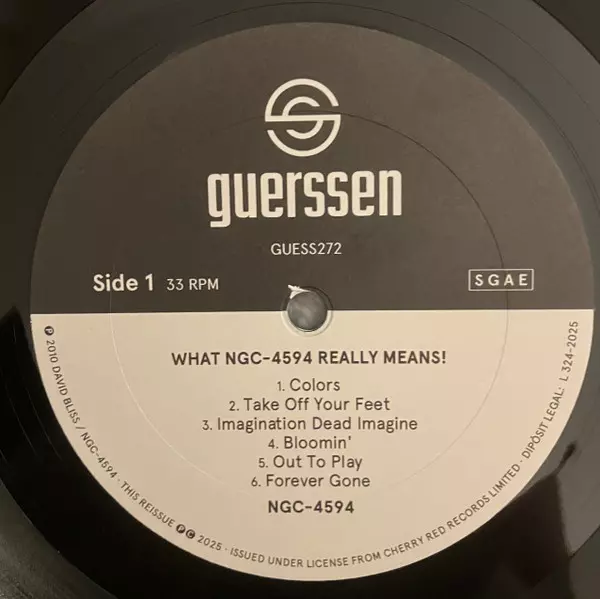 guerssen
GUESS272
Side 1 33 RPM
SGAE
WHAT NGC-4594 REALLY MEANS!
1. Colors
2. Take Off Your Feet
3. Imagination Dead Imagine
4. Bloomin'
5. Out To Play
6. Forever Gone
NGC-4594
℗ 2010 DAVID BLISS / NGC-4594 · THIS REISSUE ℗© 2025 · ISSUED UNDER LICENSE FROM CHERRY RED RECORDS LIMITED · DIPÒSIT LEGAL: L 324-2025